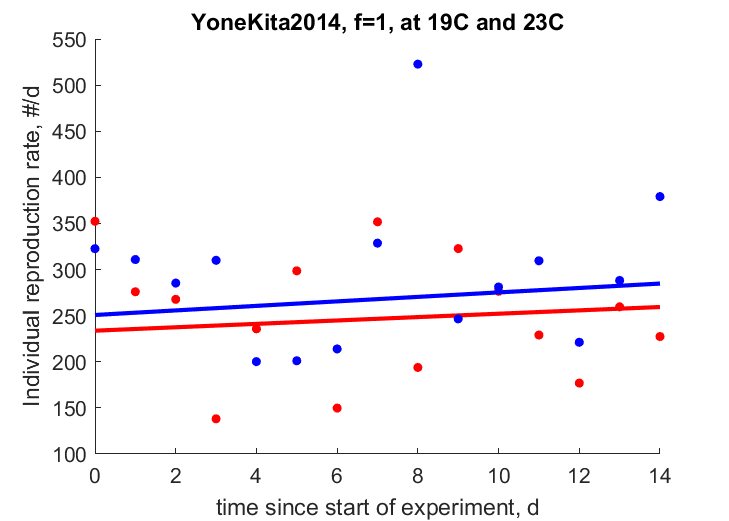 YoneKita2014, f=1, at 19C and 23C
Individual reproduction rate, #/d
550
500
450
400
350
300
250
200
150
100
0 2 4 6 8 10 12 14
time since start of experiment, d